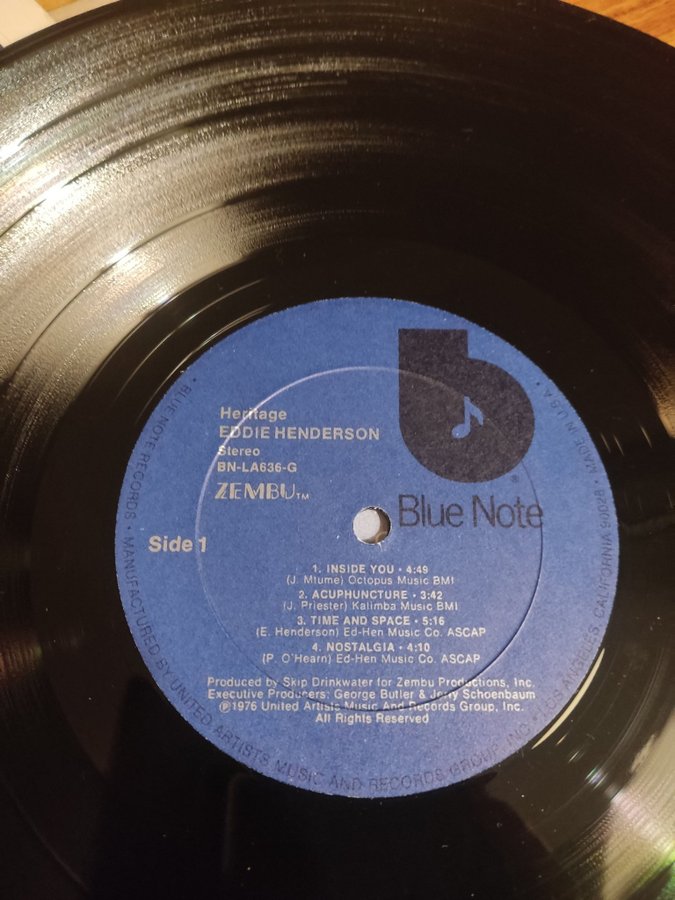 Heritage
EDDIE HENDERSON
Stereo
BN-LA636-G
ZEMBU™
Blue Note
®
Side 1
1. INSIDE YOU • 4:49
(J. Mtume) Octopus Music BMI
2. ACUPHUNCTURE • 3:42
(J. Priester) Kalimba Music BMI
3. TIME AND SPACE • 5:16
(E. Henderson) Ed-Hen Music Co. ASCAP
4. NOSTALGIA • 4:10
(P. O'Hearn) Ed-Hen Music Co. ASCAP
Produced by Skip Drinkwater for Zembu Productions, Inc.
Executive Producers: George Butler & Jerry Schoenbaum
℗1976 United Artists Music And Records Group, Inc.
All Rights Reserved
• BLUE NOTE RECORDS • MANUFACTURED BY UNITED ARTISTS MUSIC AND RECORDS GROUP, INC. • LOS ANGELES, CALIFORNIA 90028 • MADE IN U.S.A. •